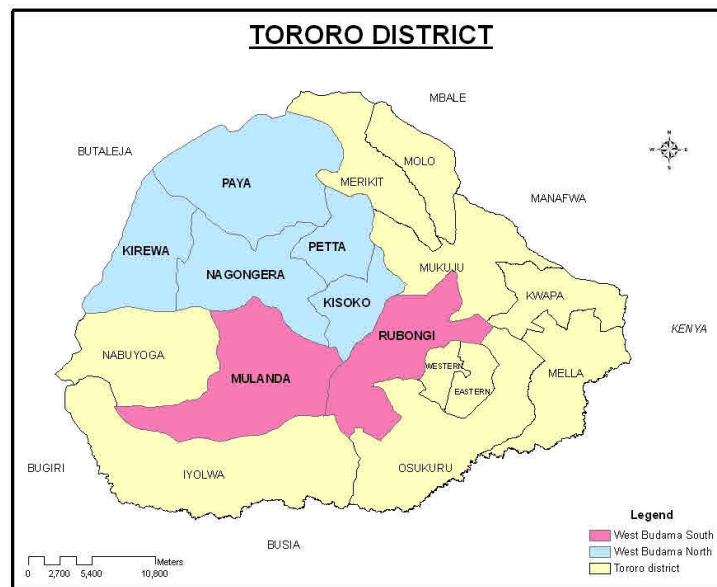 TORORO DISTRICT
MBALE
BUTALEJA
MOLO
PAYA
MERIKIT
MANAFWA
KIREWA
PETTA
NAGONGERA
MUKUJU
KISOKO
KWAPA
KENYA
RUBONGI
NABUYOGA
WESTERN
MULANDA
MELLA
EASTERN
BUGIRI
IYOLWA
OSUKURU
BUSIA
N
W E
S
Legend
West Budama South
West Budama North
Tororo district
Meters
0 2,700 5,400 10,800